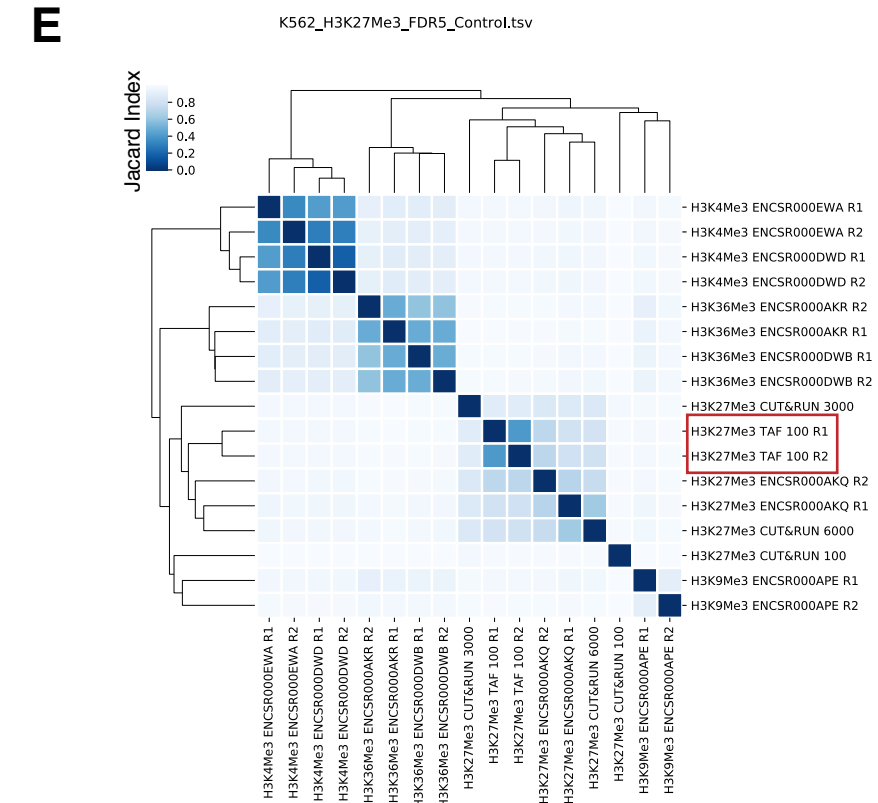 E
K562_H3K27Me3_FDR5_Control.tsv
Jacard Index
0.8
0.6
0.4
0.2
0.0
H3K4Me3 ENCSR000EWA R1
H3K4Me3 ENCSR000EWA R2
H3K4Me3 ENCSR000DWD R1
H3K4Me3 ENCSR000DWD R2
H3K36Me3 ENCSR000AKR R2
H3K36Me3 ENCSR000AKR R1
H3K36Me3 ENCSR000DWB R1
H3K36Me3 ENCSR000DWB R2
H3K27Me3 CUT&RUN 3000
H3K27Me3 TAF 100 R1
H3K27Me3 TAF 100 R2
H3K27Me3 ENCSR000AKQ R2
H3K27Me3 ENCSR000AKQ R1
H3K27Me3 CUT&RUN 6000
H3K27Me3 CUT&RUN 100
H3K9Me3 ENCSR000APE R1
H3K9Me3 ENCSR000APE R2
H3K4Me3 ENCSR000EWA R1
H3K4Me3 ENCSR000EWA R2
H3K4Me3 ENCSR000DWD R1
H3K4Me3 ENCSR000DWD R2
H3K36Me3 ENCSR000AKR R2
H3K36Me3 ENCSR000AKR R1
H3K36Me3 ENCSR000DWB R1
H3K36Me3 ENCSR000DWB R2
H3K27Me3 CUT&RUN 3000
H3K27Me3 TAF 100 R1
H3K27Me3 TAF 100 R2
H3K27Me3 ENCSR000AKQ R2
H3K27Me3 ENCSR000AKQ R1
H3K27Me3 CUT&RUN 6000
H3K27Me3 CUT&RUN 100
H3K9Me3 ENCSR000APE R1
H3K9Me3 ENCSR000APE R2